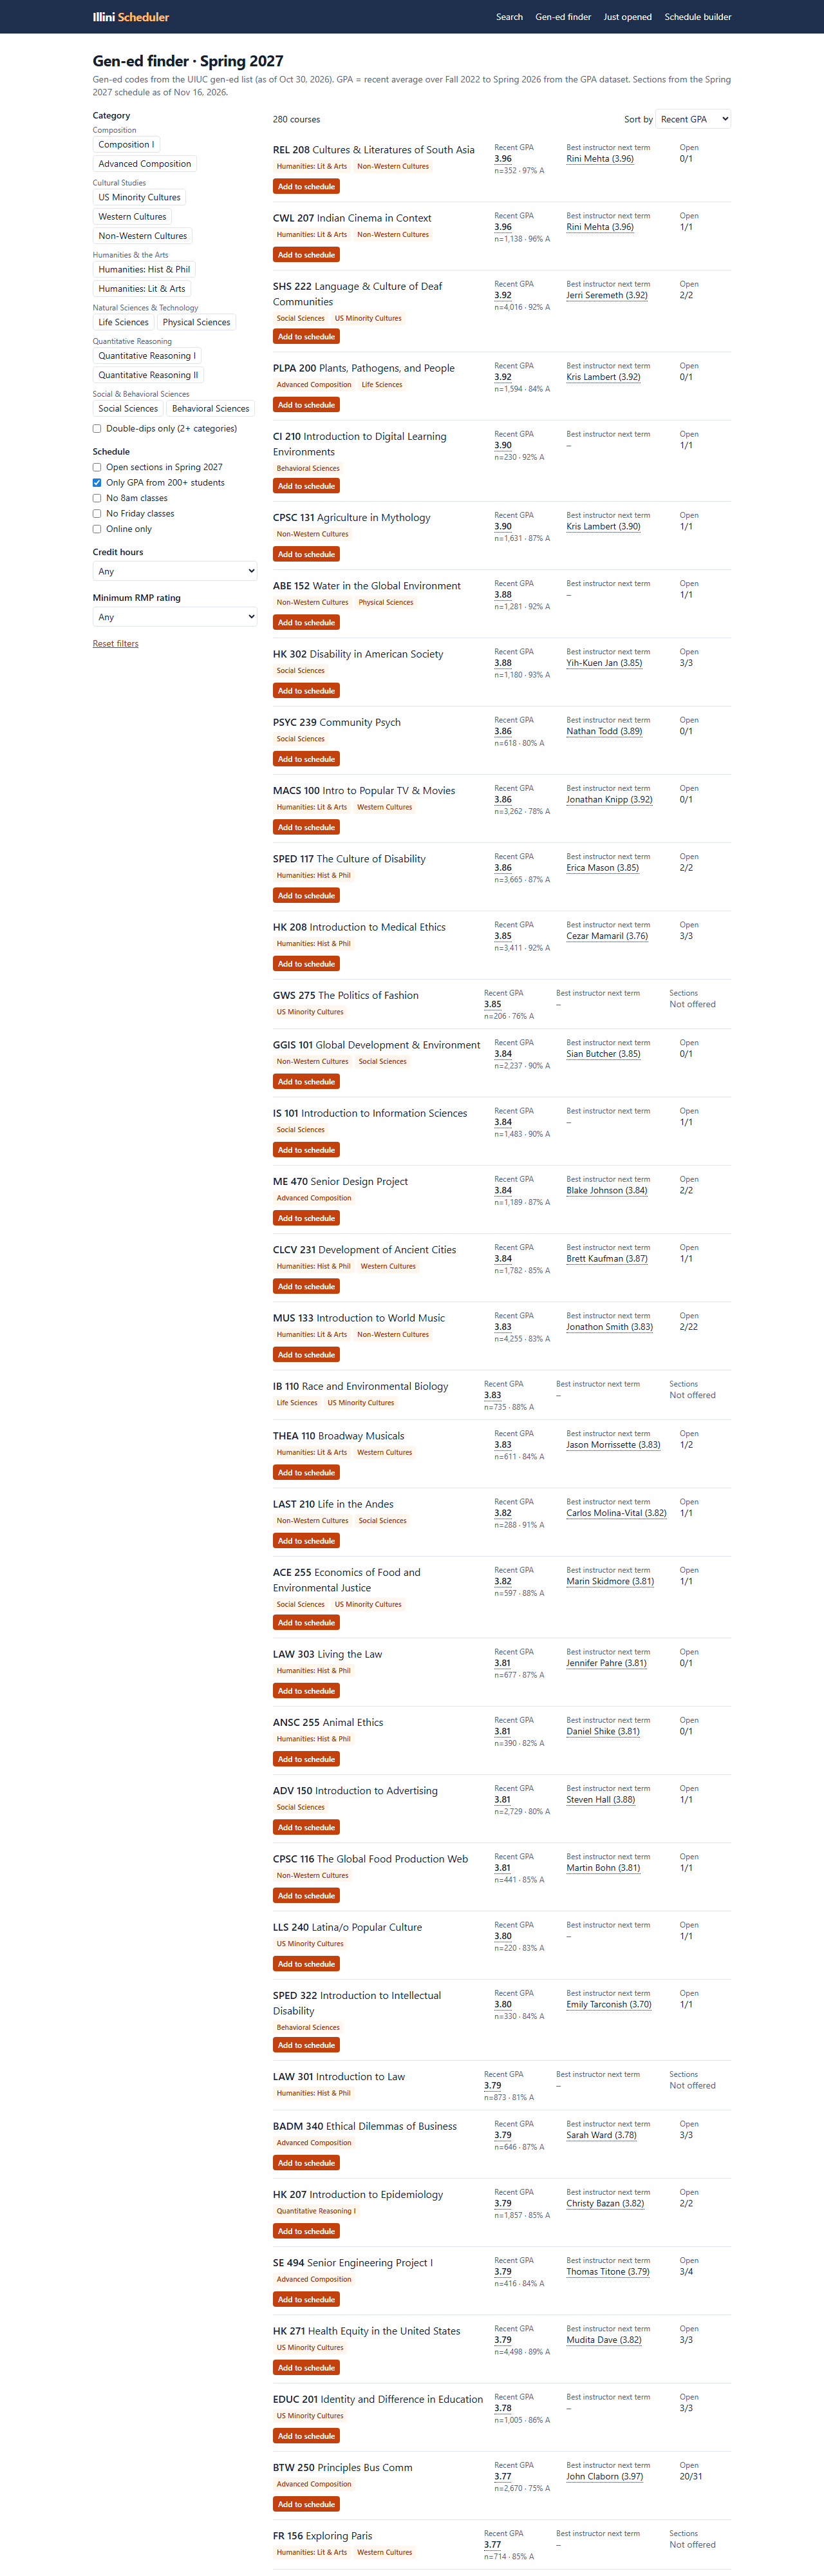 Illini Scheduler
Search Gen-ed finder Just opened Schedule builder
Gen-ed finder · Spring 2027
Gen-ed codes from the UIUC gen-ed list (as of Oct 30, 2026). GPA = recent average over Fall 2022 to Spring 2026 from the GPA dataset. Sections from the Spring
2027 schedule as of Nov 16, 2026.
Category
Composition
Composition I
Advanced Composition
Cultural Studies
US Minority Cultures
Western Cultures
Non-Western Cultures
Humanities & the Arts
Humanities: Hist & Phil
Humanities: Lit & Arts
Natural Sciences & Technology
Life Sciences Physical Sciences
Quantitative Reasoning
Quantitative Reasoning I
Quantitative Reasoning II
Social & Behavioral Sciences
Social Sciences Behavioral Sciences
Double-dips only (2+ categories)
Schedule
Open sections in Spring 2027
Only GPA from 200+ students
No 8am classes
No Friday classes
Online only
Credit hours
Any
Minimum RMP rating
Any
Reset filters
280 courses Sort by Recent GPA
REL 208 Cultures & Literatures of South Asia
Humanities: Lit & Arts Non-Western Cultures
Add to schedule
Recent GPA
3.96
n=352 · 97% A
Best instructor next term
Rini Mehta (3.96)
Open
0/1
CWL 207 Indian Cinema in Context
Humanities: Lit & Arts Non-Western Cultures
Add to schedule
Recent GPA
3.96
n=1,138 · 96% A
Best instructor next term
Rini Mehta (3.96)
Open
1/1
SHS 222 Language & Culture of Deaf
Communities
Social Sciences US Minority Cultures
Add to schedule
Recent GPA
3.92
n=4,016 · 92% A
Best instructor next term
Jerri Seremeth (3.92)
Open
2/2
PLPA 200 Plants, Pathogens, and People
Advanced Composition Life Sciences
Add to schedule
Recent GPA
3.92
n=1,594 · 84% A
Best instructor next term
Kris Lambert (3.92)
Open
0/1
CI 210 Introduction to Digital Learning
Environments
Behavioral Sciences
Add to schedule
Recent GPA
3.90
n=230 · 92% A
Best instructor next term
–
Open
1/1
CPSC 131 Agriculture in Mythology
Non-Western Cultures
Add to schedule
Recent GPA
3.90
n=1,631 · 87% A
Best instructor next term
Kris Lambert (3.90)
Open
1/1
ABE 152 Water in the Global Environment
Non-Western Cultures Physical Sciences
Add to schedule
Recent GPA
3.88
n=1,281 · 92% A
Best instructor next term
–
Open
1/1
HK 302 Disability in American Society
Social Sciences
Add to schedule
Recent GPA
3.88
n=1,180 · 93% A
Best instructor next term
Yih-Kuen Jan (3.85)
Open
3/3
PSYC 239 Community Psych
Social Sciences
Add to schedule
Recent GPA
3.86
n=618 · 80% A
Best instructor next term
Nathan Todd (3.89)
Open
0/1
MACS 100 Intro to Popular TV & Movies
Humanities: Lit & Arts Western Cultures
Add to schedule
Recent GPA
3.86
n=3,262 · 78% A
Best instructor next term
Jonathan Knipp (3.92)
Open
0/1
SPED 117 The Culture of Disability
Humanities: Hist & Phil
Add to schedule
Recent GPA
3.86
n=3,665 · 87% A
Best instructor next term
Erica Mason (3.85)
Open
2/2
HK 208 Introduction to Medical Ethics
Humanities: Hist & Phil
Add to schedule
Recent GPA
3.85
n=3,411 · 92% A
Best instructor next term
Cezar Mamaril (3.76)
Open
3/3
GWS 275 The Politics of Fashion
US Minority Cultures
Recent GPA
3.85
n=206 · 76% A
Best instructor next term
–
Sections
Not offered
GGIS 101 Global Development & Environment
Non-Western Cultures Social Sciences
Add to schedule
Recent GPA
3.84
n=2,237 · 90% A
Best instructor next term
Sian Butcher (3.85)
Open
0/1
IS 101 Introduction to Information Sciences
Social Sciences
Add to schedule
Recent GPA
3.84
n=1,483 · 90% A
Best instructor next term
–
Open
1/1
ME 470 Senior Design Project
Advanced Composition
Add to schedule
Recent GPA
3.84
n=1,189 · 87% A
Best instructor next term
Blake Johnson (3.84)
Open
2/2
CLCV 231 Development of Ancient Cities
Humanities: Hist & Phil Western Cultures
Add to schedule
Recent GPA
3.84
n=1,782 · 85% A
Best instructor next term
Brett Kaufman (3.87)
Open
1/1
MUS 133 Introduction to World Music
Humanities: Lit & Arts Non-Western Cultures
Add to schedule
Recent GPA
3.83
n=4,255 · 83% A
Best instructor next term
Jonathon Smith (3.83)
Open
2/22
IB 110 Race and Environmental Biology
Life Sciences US Minority Cultures
Recent GPA
3.83
n=735 · 88% A
Best instructor next term
–
Sections
Not offered
THEA 110 Broadway Musicals
Humanities: Lit & Arts Western Cultures
Add to schedule
Recent GPA
3.83
n=611 · 84% A
Best instructor next term
Jason Morrissette (3.83)
Open
1/2
LAST 210 Life in the Andes
Non-Western Cultures Social Sciences
Add to schedule
Recent GPA
3.82
n=288 · 91% A
Best instructor next term
Carlos Molina-Vital (3.82)
Open
1/1
ACE 255 Economics of Food and
Environmental Justice
Social Sciences US Minority Cultures
Add to schedule
Recent GPA
3.82
n=597 · 88% A
Best instructor next term
Marin Skidmore (3.81)
Open
1/1
LAW 303 Living the Law
Humanities: Hist & Phil
Add to schedule
Recent GPA
3.81
n=677 · 87% A
Best instructor next term
Jennifer Pahre (3.81)
Open
0/1
ANSC 255 Animal Ethics
Humanities: Hist & Phil
Add to schedule
Recent GPA
3.81
n=390 · 82% A
Best instructor next term
Daniel Shike (3.81)
Open
0/1
ADV 150 Introduction to Advertising
Social Sciences
Add to schedule
Recent GPA
3.81
n=2,729 · 80% A
Best instructor next term
Steven Hall (3.88)
Open
1/1
CPSC 116 The Global Food Production Web
Non-Western Cultures
Add to schedule
Recent GPA
3.81
n=441 · 85% A
Best instructor next term
Martin Bohn (3.81)
Open
1/1
LLS 240 Latina/o Popular Culture
US Minority Cultures
Add to schedule
Recent GPA
3.80
n=220 · 83% A
Best instructor next term
–
Open
1/1
SPED 322 Introduction to Intellectual
Disability
Behavioral Sciences
Add to schedule
Recent GPA
3.80
n=330 · 84% A
Best instructor next term
Emily Tarconish (3.70)
Open
1/1
LAW 301 Introduction to Law
Humanities: Hist & Phil
Recent GPA
3.79
n=873 · 81% A
Best instructor next term
–
Sections
Not offered
BADM 340 Ethical Dilemmas of Business
Advanced Composition
Add to schedule
Recent GPA
3.79
n=646 · 87% A
Best instructor next term
Sarah Ward (3.78)
Open
3/3
HK 207 Introduction to Epidemiology
Quantitative Reasoning I
Add to schedule
Recent GPA
3.79
n=1,857 · 85% A
Best instructor next term
Christy Bazan (3.82)
Open
2/2
SE 494 Senior Engineering Project I
Advanced Composition
Add to schedule
Recent GPA
3.79
n=416 · 84% A
Best instructor next term
Thomas Titone (3.79)
Open
3/4
HK 271 Health Equity in the United States
US Minority Cultures
Add to schedule
Recent GPA
3.79
n=4,498 · 89% A
Best instructor next term
Mudita Dave (3.82)
Open
3/3
EDUC 201 Identity and Difference in Education
US Minority Cultures
Add to schedule
Recent GPA
3.78
n=1,005 · 86% A
Best instructor next term
–
Open
3/3
BTW 250 Principles Bus Comm
Advanced Composition
Add to schedule
Recent GPA
3.77
n=2,670 · 75% A
Best instructor next term
John Claborn (3.97)
Open
20/31
FR 156 Exploring Paris
Humanities: Lit & Arts Western Cultures
Recent GPA
3.77
n=714 · 85% A
Best instructor next term
–
Sections
Not offered